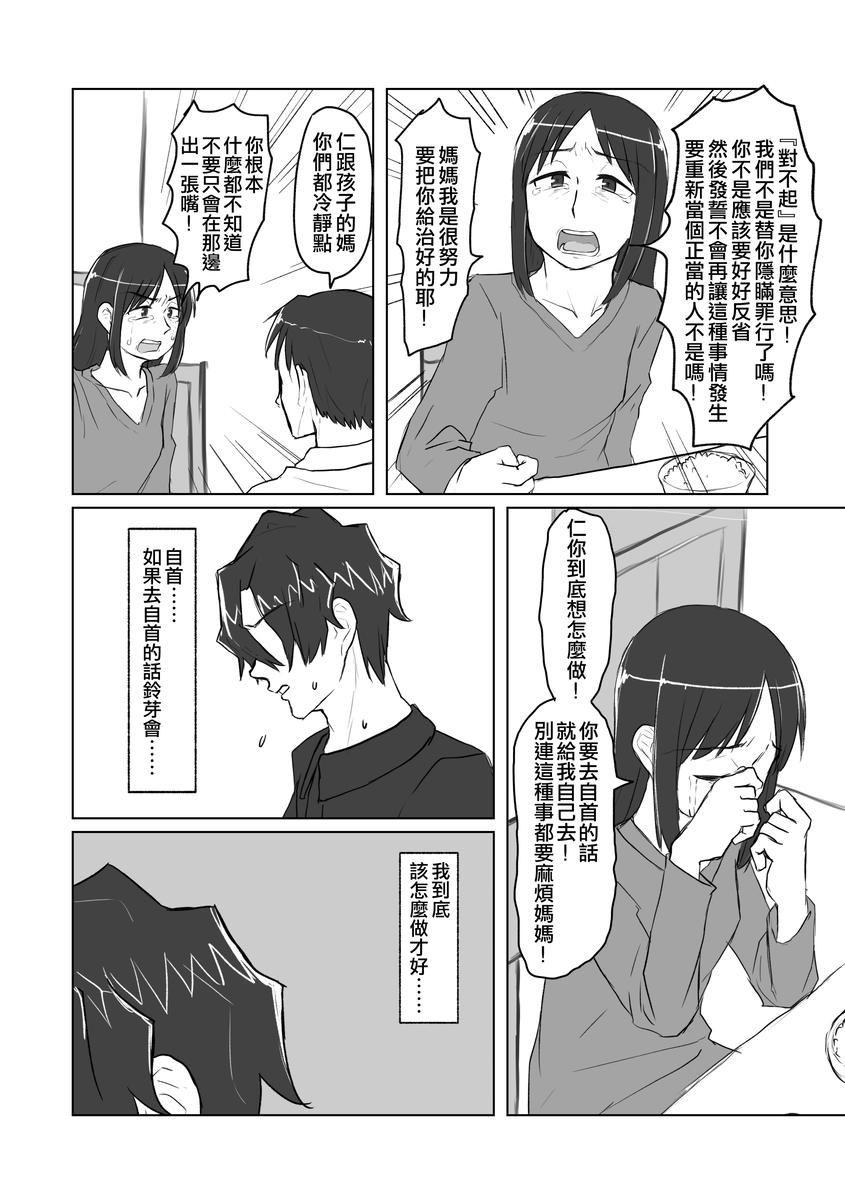 『對不起』是什麼意思！
我們不是替你隱瞞罪行了嗎！
你不是應該要好好反省
然後發誓不會再讓這種事情發生
要重新當個正當的人不是嗎！
媽媽我是很努力
要把你給治好的耶！
仁跟孩子的媽
你們都冷靜點
你根本
什麼都不知道
不要只會在那邊
出一張嘴！
仁你到底想怎麼做！
你要去自首的話
就給我自己去！
別連這種事都要麻煩媽媽！
自首……
如果去自首的話鈴芽會……
我到底
該怎麼做才好……